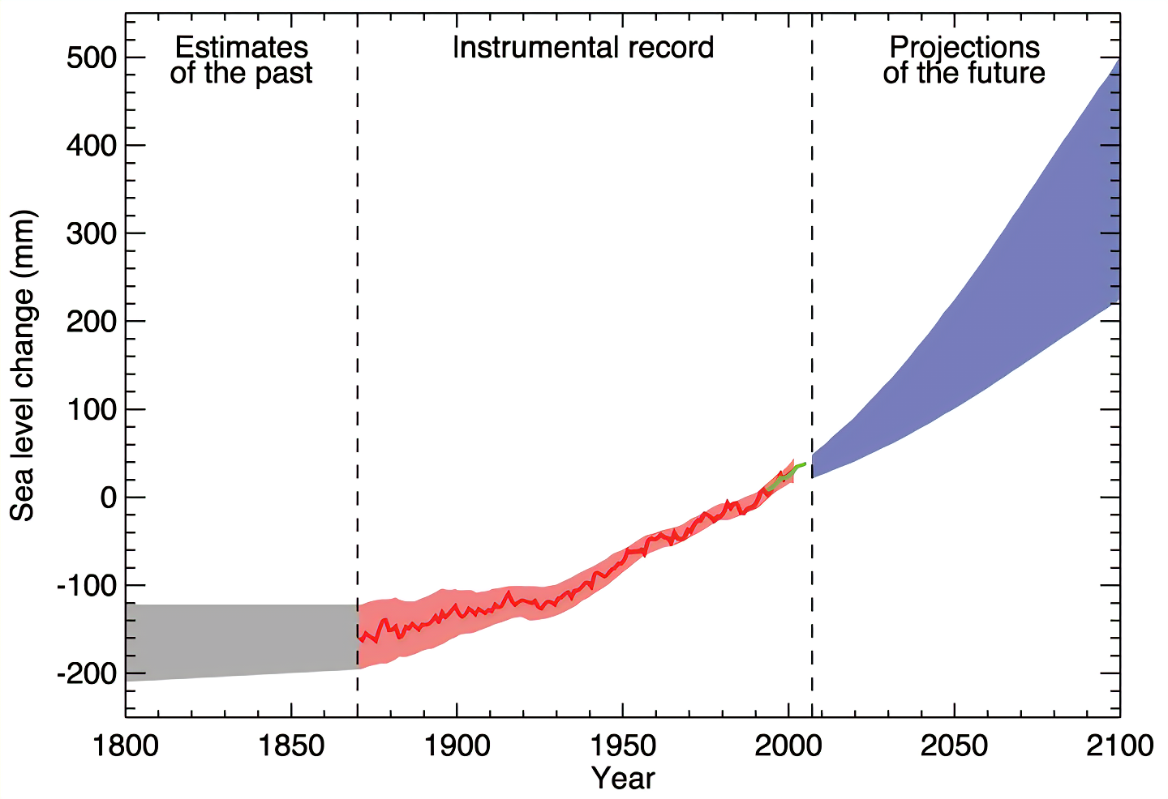 Estimates
of the past
Instrumental record
Projections
of the future
Sea level change (mm)
500
400
300
200
100
0
-100
-200
1800
1850
1900
1950
2000
2050
2100
Year